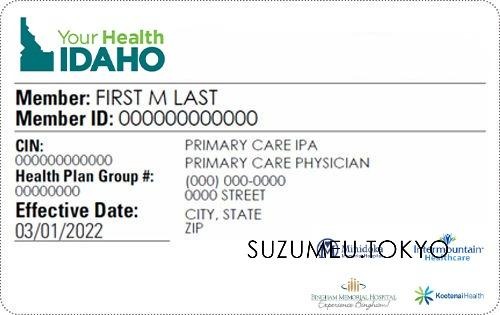 Your Health
IDAHO
Member: FIRST M LAST
Member ID: 000000000000
CIN:
000000000000
Health Plan Group #:
00000000
Effective Date:
03/01/2022
PRIMARY CARE IPA
PRIMARY CARE PHYSICIAN
(000) 000-0000
0000 STREET
CITY, STATE
ZIP
SUZUMEU.TOKYO
Minidoka
Intermountain
Healthcare
BINGHAM MEMORIAL HOSPITAL
Experience Bingham!
KootenaiHealth